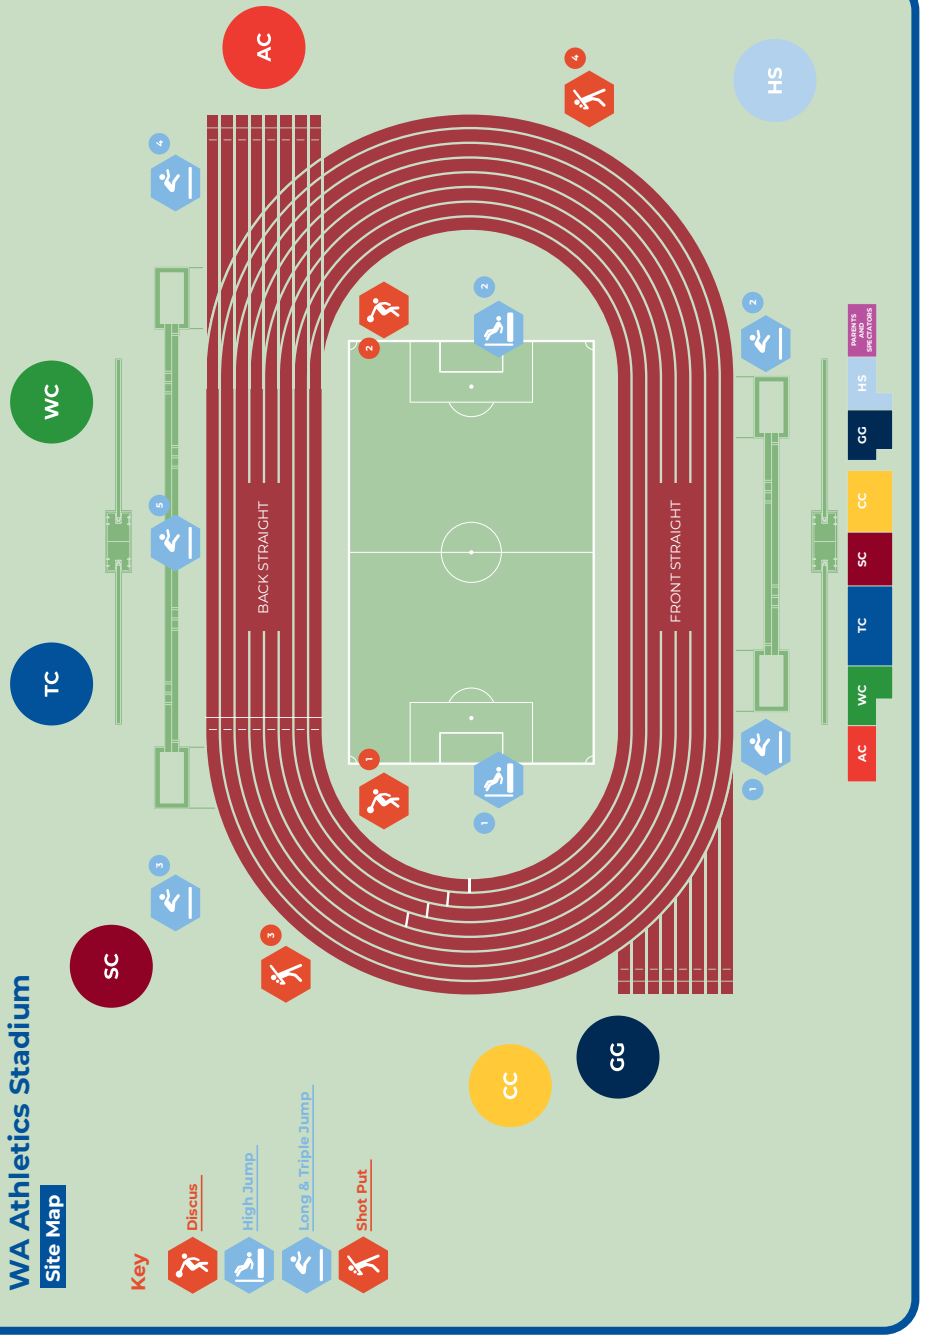 WA Athletics Stadium
Site Map
Key
Discus
High Jump
Long & Triple Jump
Shot Put
TC
WC
SC
3
5
4
AC
BACK STRAIGHT
3
1
2
1
2
CC
4
GG
FRONT STRAIGHT
1
2
HS
AC
WC
TC
SC
CC
GG
HS
PARENTS
AND
SPECTATORS